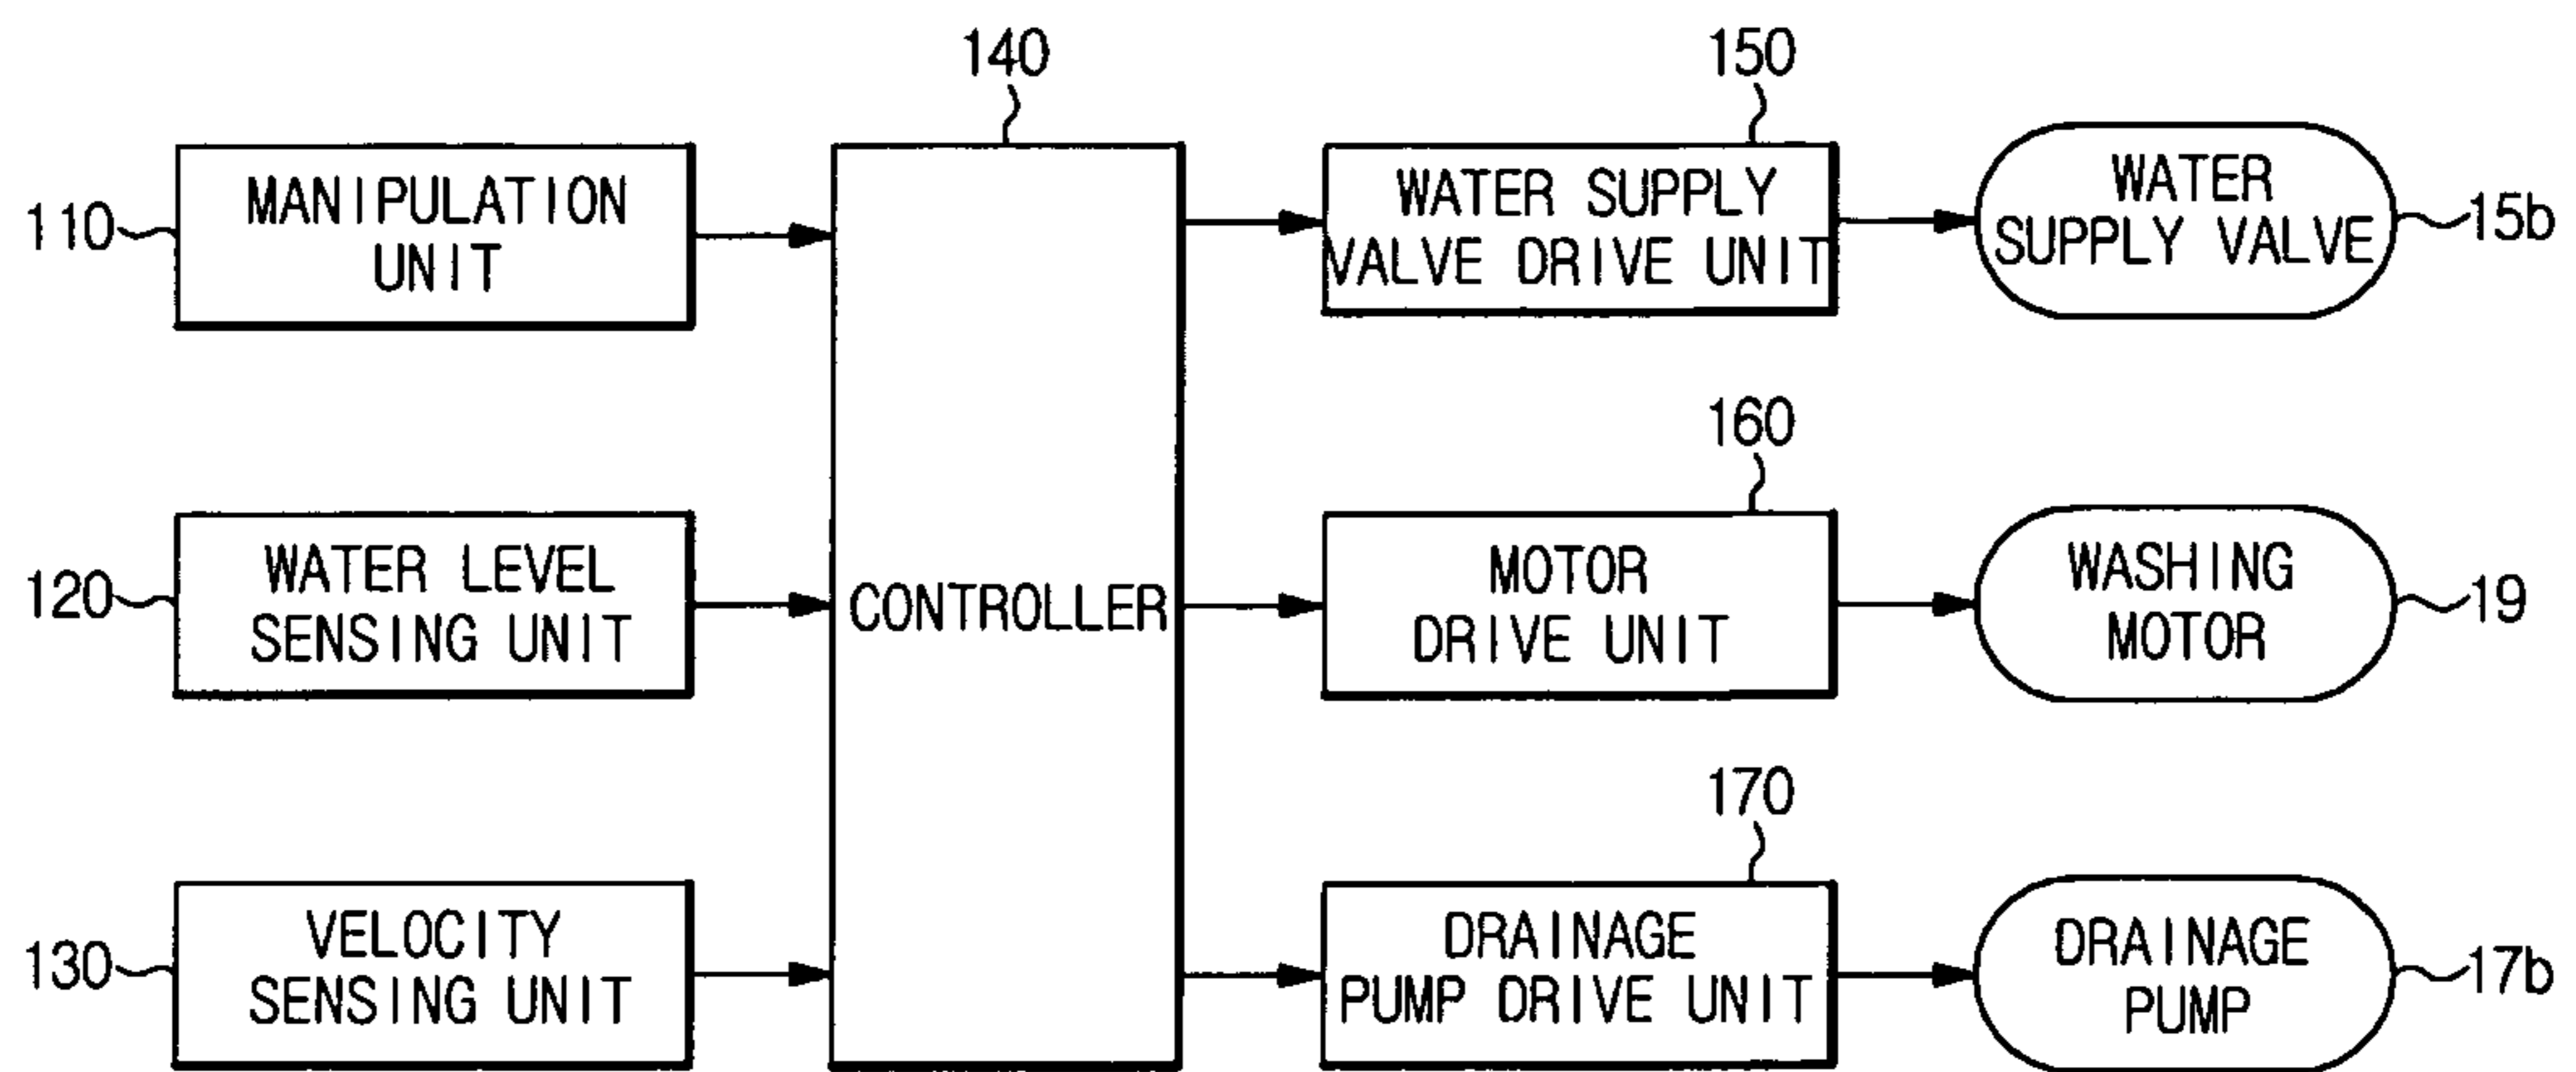 140
150
110
MANIPULATION
UNIT
WATER SUPPLY
VALVE DRIVE UNIT
WATER
SUPPLY VALVE
15b
160
120
WATER LEVEL
SENSING UNIT
CONTROLLER
MOTOR
DRIVE UNIT
WASHING
MOTOR
19
170
130
VELOCITY
SENSING UNIT
DRAINAGE
PUMP DRIVE UNIT
DRAINAGE
PUMP
17b